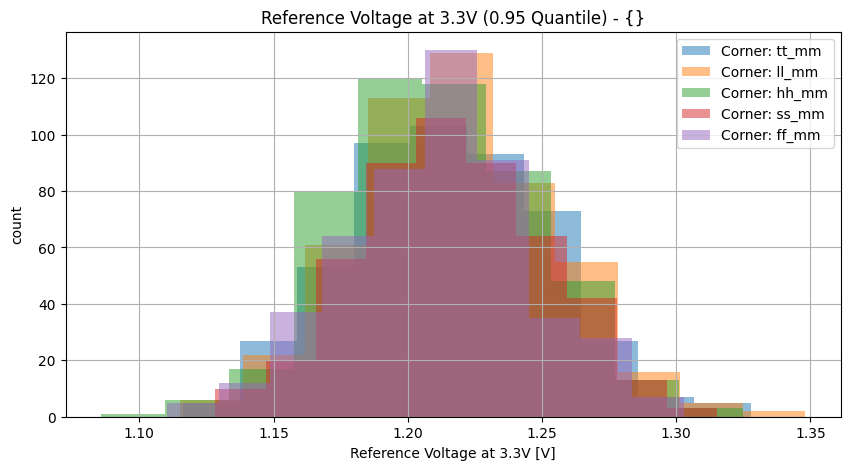 Reference Voltage at 3.3V (0.95 Quantile) - {}
Corner: tt_mm
Corner: ll_mm
Corner: hh_mm
Corner: ss_mm
Corner: ff_mm
120
100
80
60
40
20
0
count
1.10 1.15 1.20 1.25 1.30 1.35
Reference Voltage at 3.3V [V]